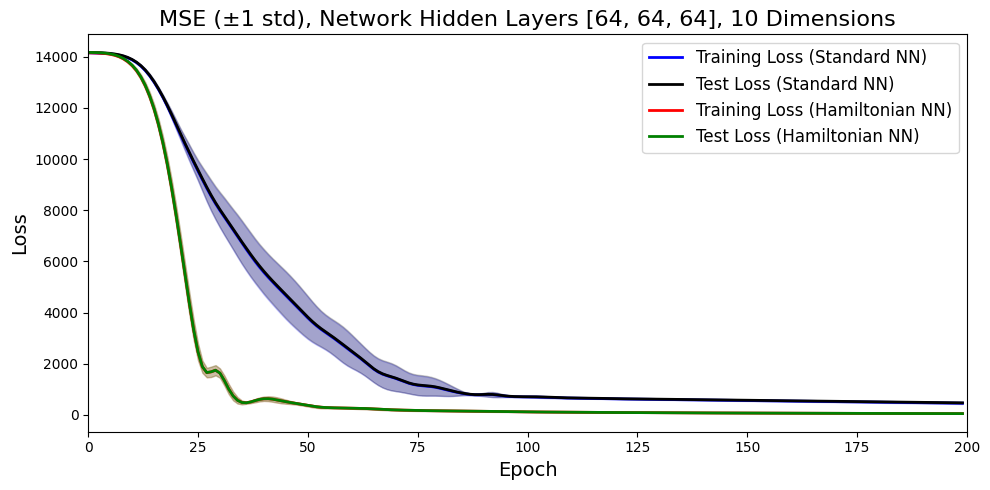 MSE (±1 std), Network Hidden Layers [64, 64, 64], 10 Dimensions
Training Loss (Standard NN)
Test Loss (Standard NN)
Training Loss (Hamiltonian NN)
Test Loss (Hamiltonian NN)
Loss
14000
12000
10000
8000
6000
4000
2000
0
0 25 50 75 100 125 150 175 200
Epoch